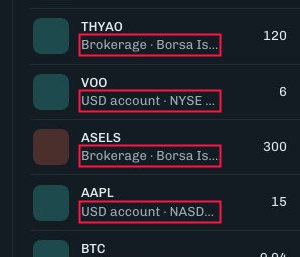 THYAO
Brokerage · Borsa Is...
120
VOO
USD account · NYSE ...
6
ASELS
Brokerage · Borsa Is...
300
AAPL
USD account · NASD...
15
BTC